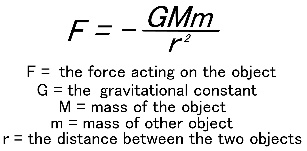 F = - GMm / r²
F = the force acting on the object
G = the gravitational constant
M = mass of the object
m = mass of other object
r = the distance between the two objects